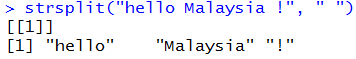 > strsplit("hello Malaysia !", " ")
[[1]]
[1] "hello"    "Malaysia" "!"